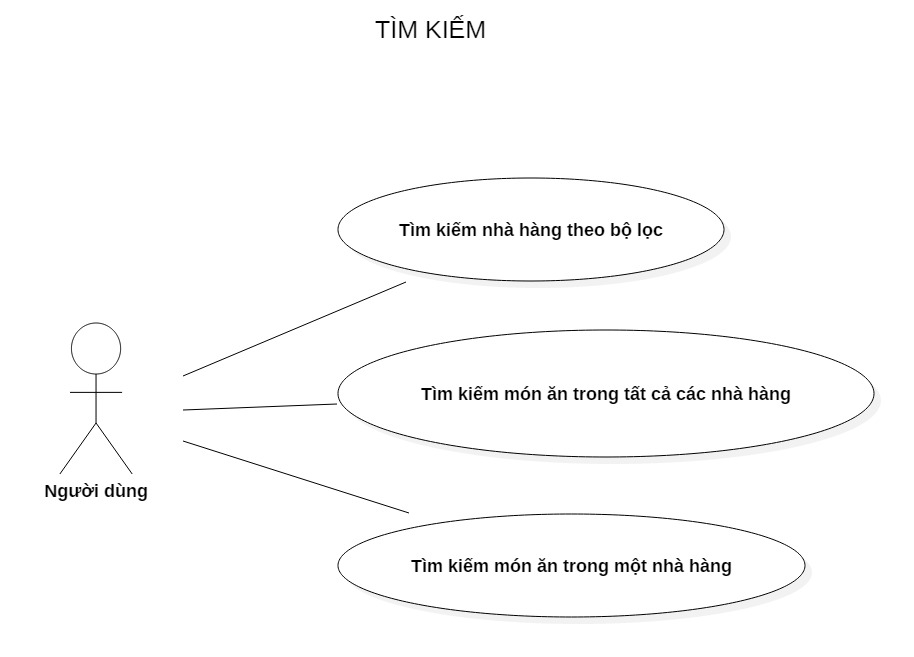 TÌM KIẾM
Tìm kiếm nhà hàng theo bộ lọc
Tìm kiếm món ăn trong tất cả các nhà hàng
Người dùng
Tìm kiếm món ăn trong một nhà hàng